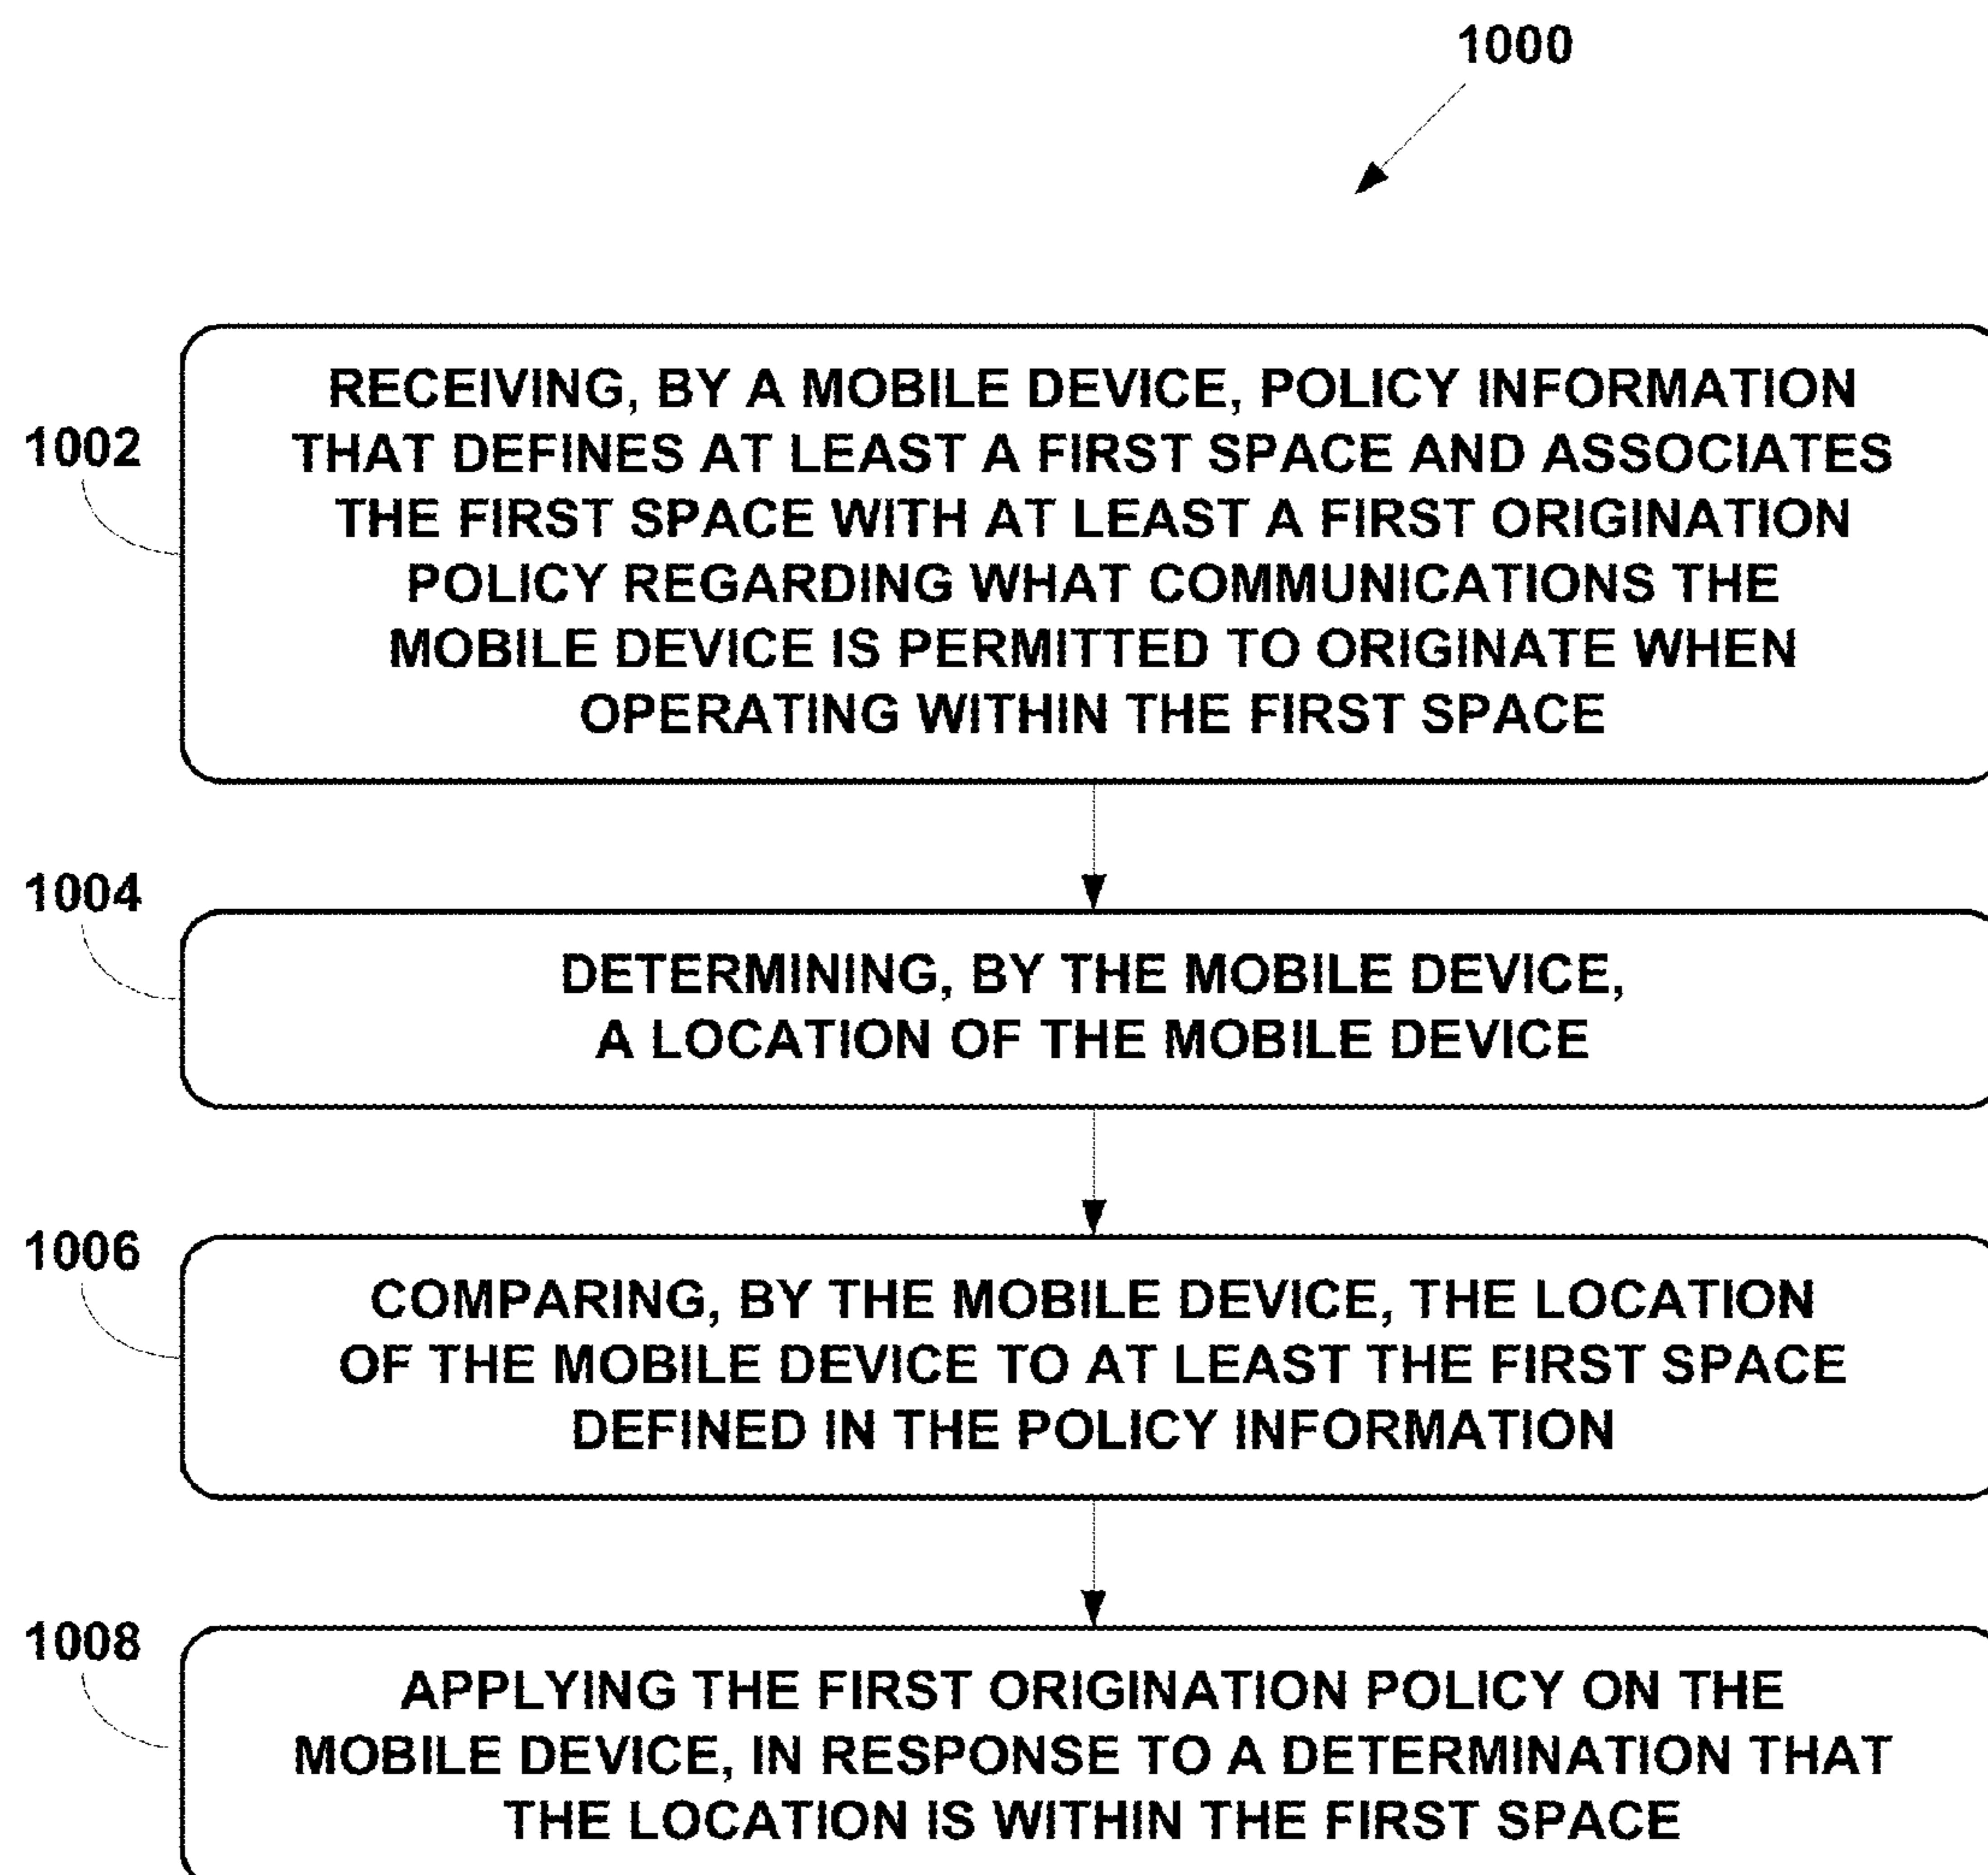 1000
1002
RECEIVING, BY A MOBILE DEVICE, POLICY INFORMATION
THAT DEFINES AT LEAST A FIRST SPACE AND ASSOCIATES
THE FIRST SPACE WITH AT LEAST A FIRST ORIGINATION
POLICY REGARDING WHAT COMMUNICATIONS THE
MOBILE DEVICE IS PERMITTED TO ORIGINATE WHEN
OPERATING WITHIN THE FIRST SPACE
1004
DETERMINING, BY THE MOBILE DEVICE,
A LOCATION OF THE MOBILE DEVICE
1006
COMPARING, BY THE MOBILE DEVICE, THE LOCATION
OF THE MOBILE DEVICE TO AT LEAST THE FIRST SPACE
DEFINED IN THE POLICY INFORMATION
1008
APPLYING THE FIRST ORIGINATION POLICY ON THE
MOBILE DEVICE, IN RESPONSE TO A DETERMINATION THAT
THE LOCATION IS WITHIN THE FIRST SPACE